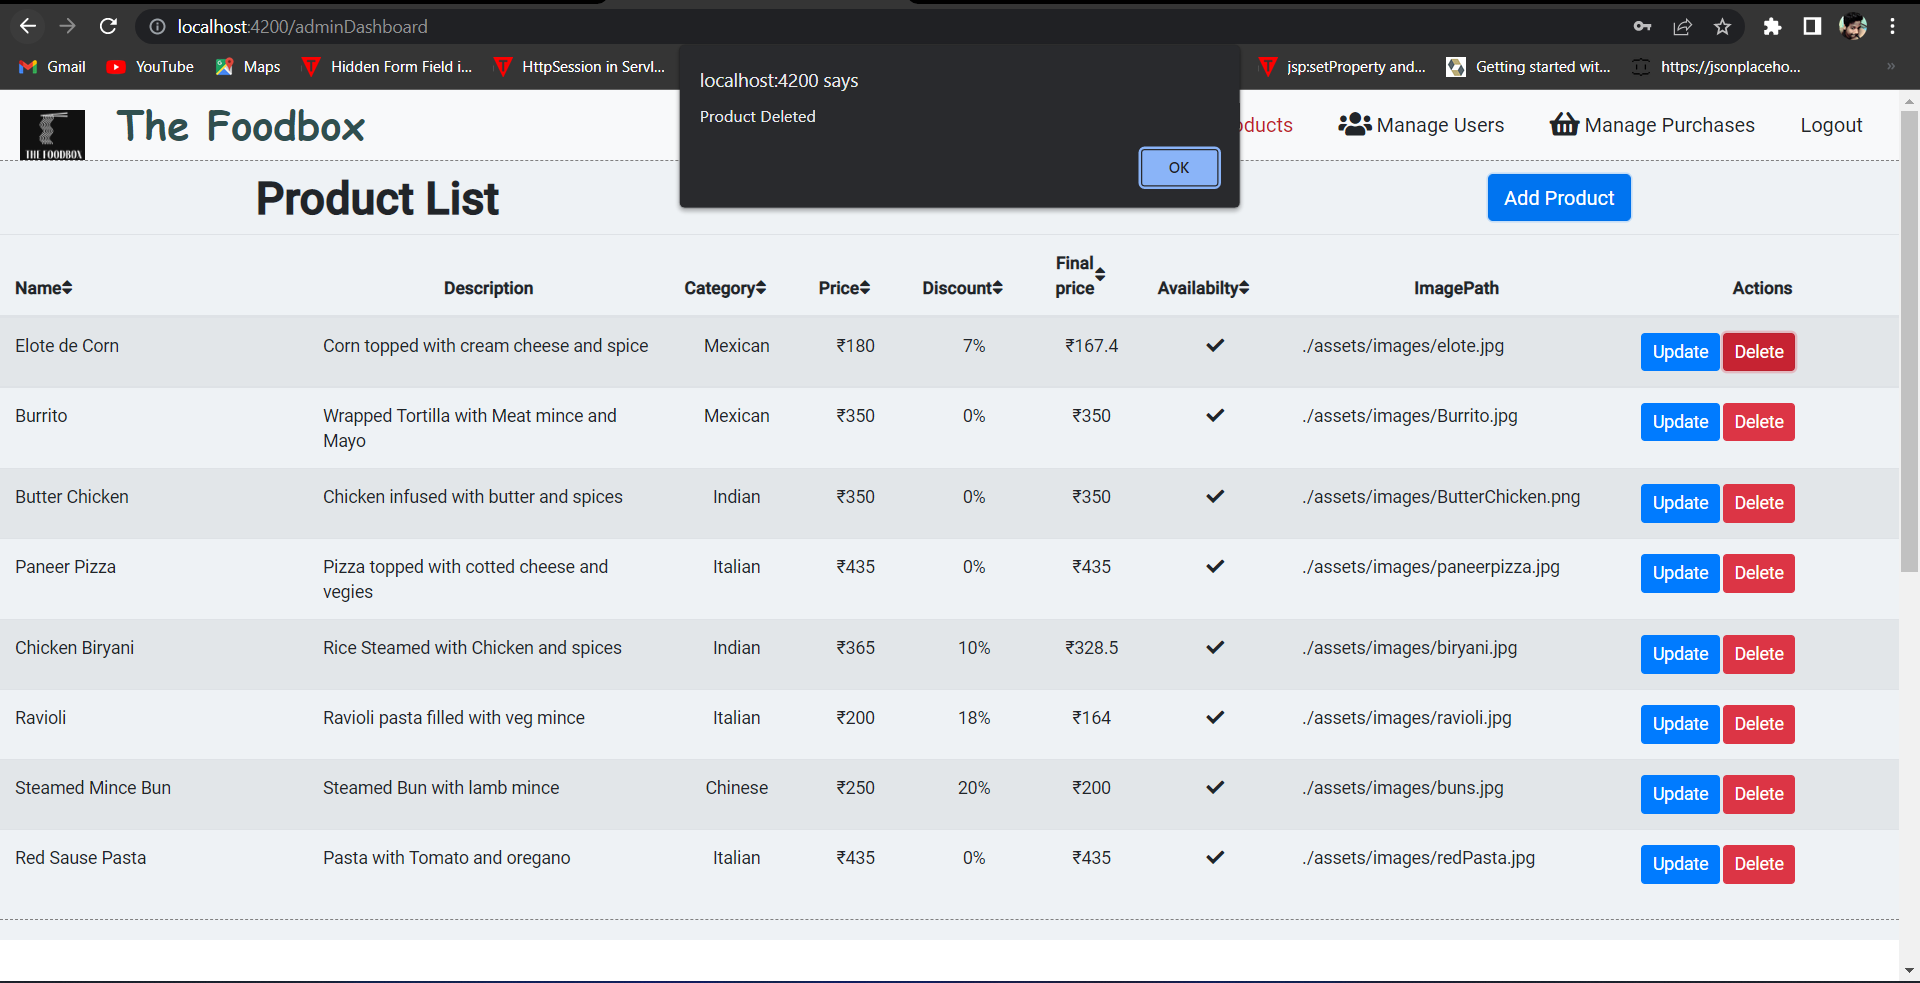 localhost:4200/adminDashboard
Gmail YouTube Maps Hidden Form Field i... HttpSession in Servl... jsp:setProperty and... Getting started wit... https://jsonplaceho... »
localhost:4200 says
Product Deleted
OK
THE FOODBOX
The Foodbox
oducts Manage Users Manage Purchases Logout
Product List
Add Product
Name Description Category Price Discount Final price Availabilty ImagePath Actions
Elote de Corn Corn topped with cream cheese and spice Mexican ₹180 7% ₹167.4 ./assets/images/elote.jpg Update Delete
Burrito Wrapped Tortilla with Meat mince and Mayo Mexican ₹350 0% ₹350 ./assets/images/Burrito.jpg Update Delete
Butter Chicken Chicken infused with butter and spices Indian ₹350 0% ₹350 ./assets/images/ButterChicken.png Update Delete
Paneer Pizza Pizza topped with cotted cheese and vegies Italian ₹435 0% ₹435 ./assets/images/paneerpizza.jpg Update Delete
Chicken Biryani Rice Steamed with Chicken and spices Indian ₹365 10% ₹328.5 ./assets/images/biryani.jpg Update Delete
Ravioli Ravioli pasta filled with veg mince Italian ₹200 18% ₹164 ./assets/images/ravioli.jpg Update Delete
Steamed Mince Bun Steamed Bun with lamb mince Chinese ₹250 20% ₹200 ./assets/images/buns.jpg Update Delete
Red Sause Pasta Pasta with Tomato and oregano Italian ₹435 0% ₹435 ./assets/images/redPasta.jpg Update Delete